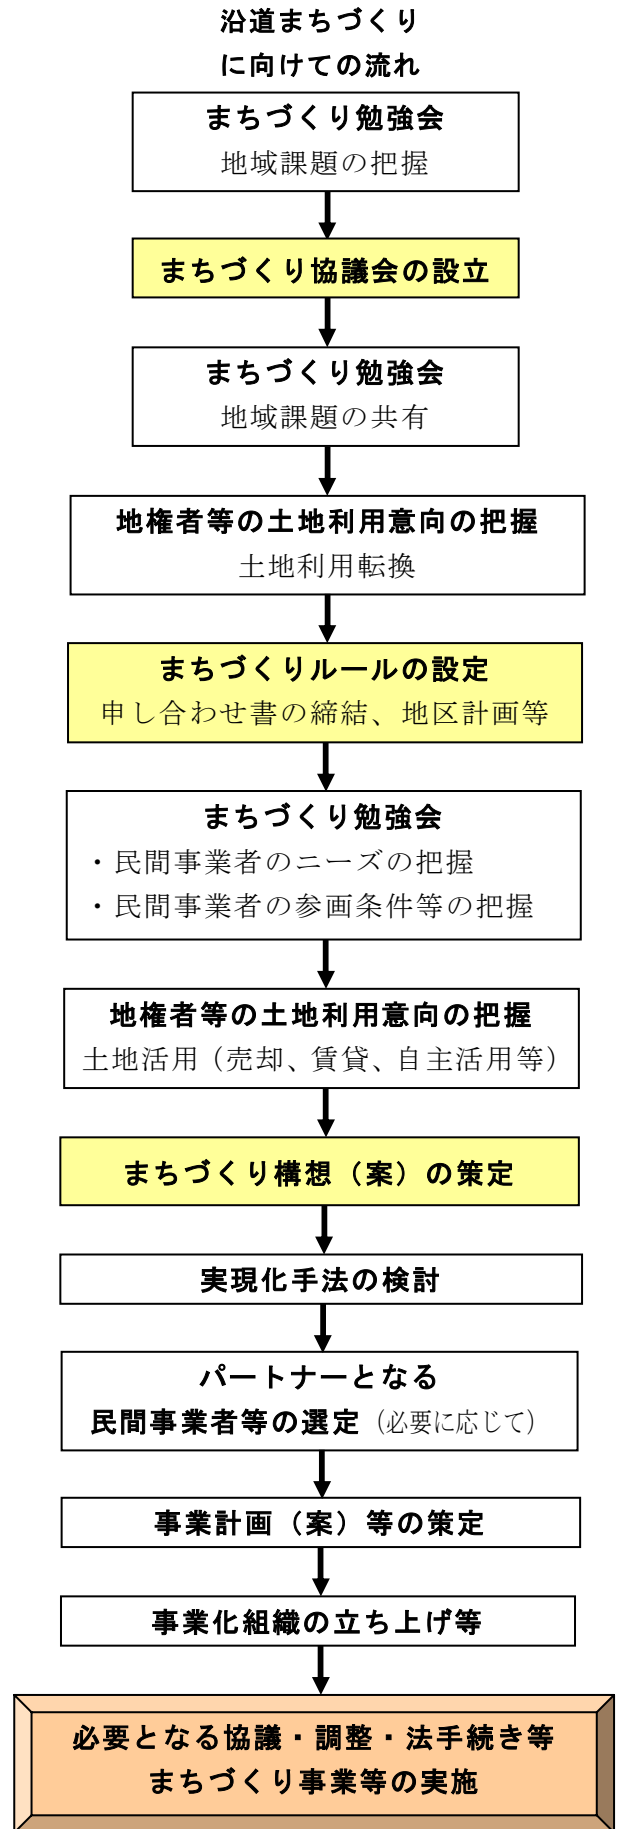 沿道まちづくり
に向けての流れ
まちづくり勉強会
地域課題の把握
まちづくり協議会の設立
まちづくり勉強会
地域課題の共有
地権者等の土地利用意向の把握
土地利用転換
まちづくりルールの設定
申し合わせ書の締結、地区計画等
まちづくり勉強会
・民間事業者のニーズの把握
・民間事業者の参画条件等の把握
地権者等の土地利用意向の把握
土地活用（売却、賃貸、自主活用等）
まちづくり構想（案）の策定
実現化手法の検討
パートナーとなる
民間事業者等の選定（必要に応じて）
事業計画（案）等の策定
事業化組織の立ち上げ等
必要となる協議・調整・法手続き等
まちづくり事業等の実施